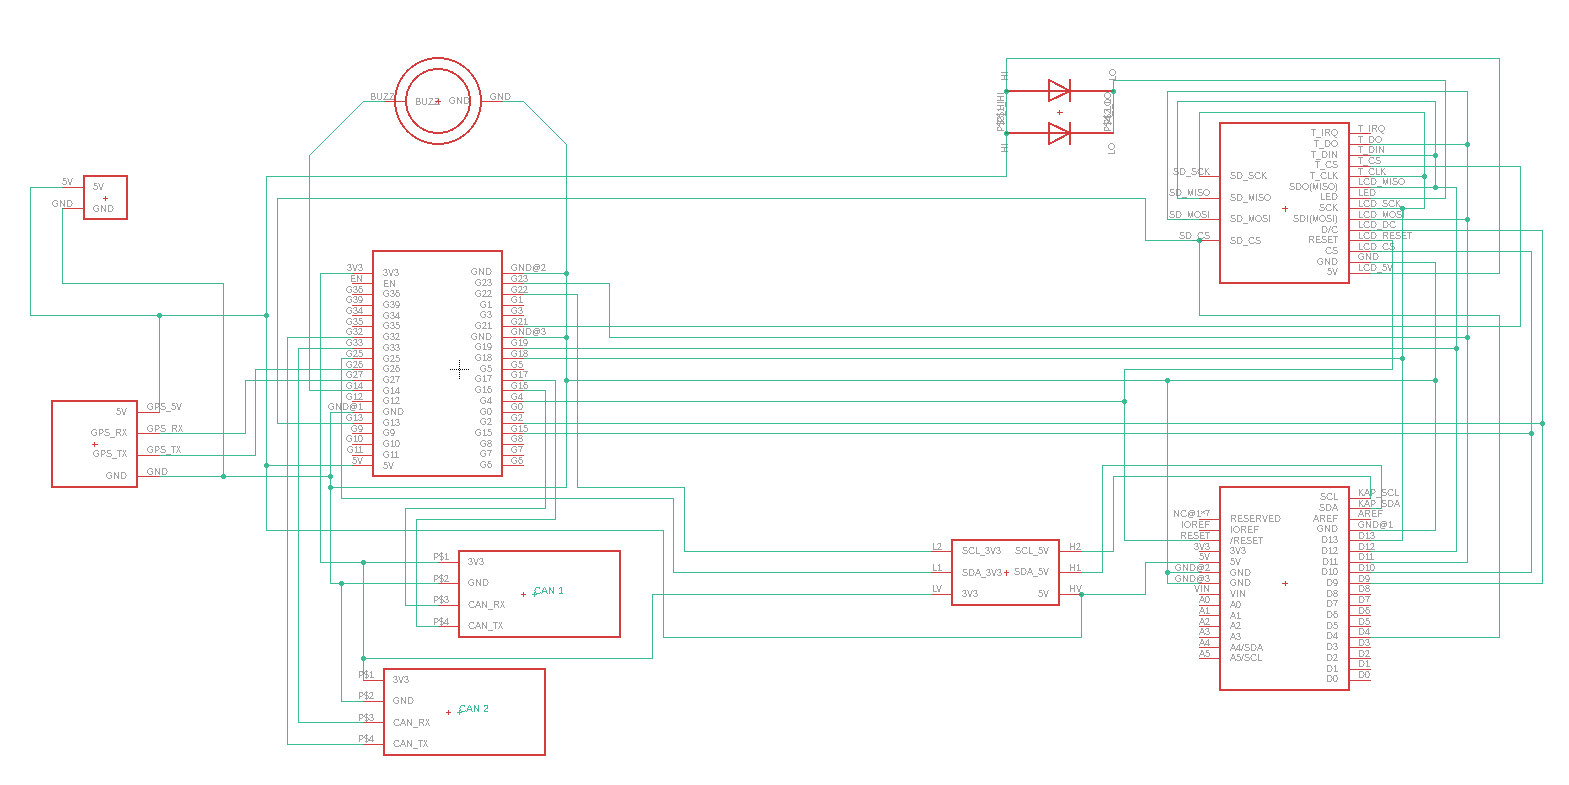 BUZZ
BUZZ
GND
GND
5V
5V
GND
GND
5V
GPS_5V
GPS_RX
GPS_RX
GPS_TX
GPS_TX
GND
GND
3V3
3V3
GND
GND@2
EN
EN
G23
G23
G36
G36
G22
G22
G39
G39
G1
G1
G34
G34
G3
G3
G35
G35
G21
G21
G32
G32
GND
GND@3
G33
G33
G19
G19
G25
G25
G18
G18
G26
G26
G5
G5
G27
G27
G17
G17
G14
G14
G16
G16
G12
G12
G4
G4
GND@1
GND
G0
G0
G13
G13
G2
G2
G9
G9
G15
G15
G10
G10
G8
G8
G11
G11
G7
G7
5V
5V
G6
G6
P$1
3V3
P$2
GND
P$3
CAN_RX
P$4
CAN_TX
CAN 1
P$1
3V3
P$2
GND
P$3
CAN_RX
P$4
CAN_TX
CAN 2
HI
LO
HI
LO
L2
SCL_3V3
SCL_5V
H2
L1
SDA_3V3
SDA_5V
H1
LV
3V3
5V
HV
SD_SCK
SD_SCK
SD_MISO
SD_MISO
SD_MOSI
SD_MOSI
SD_CS
SD_CS
T_IRQ
T_IRQ
T_DO
T_DO
T_DIN
T_DIN
T_CS
T_CS
T_CLK
T_CLK
SDO(MISO)
LCD_MISO
LED
LED
SCK
LCD_SCK
SDI(MOSI)
LCD_MOSI
D/C
LCD_DC
RESET
LCD_RESET
CS
LCD_CS
GND
GND
5V
LCD_5V
SCL
KAP_SCL
SDA
KAP_SDA
NC@1*7
RESERVED
AREF
AREF
IOREF
IOREF
GND
GND@1
RESET
/RESET
D13
D13
3V3
3V3
D12
D12
5V
5V
D11
D11
GND@2
GND
D10
D10
GND@3
GND
D9
D9
VIN
VIN
D8
D8
A0
A0
D7
D7
A1
A1
D6
D6
A2
A2
D5
D5
A3
A3
D4
D4
A4
A4/SDA
D3
D3
A5
A5/SCL
D2
D2
D1
D1
D0
D0